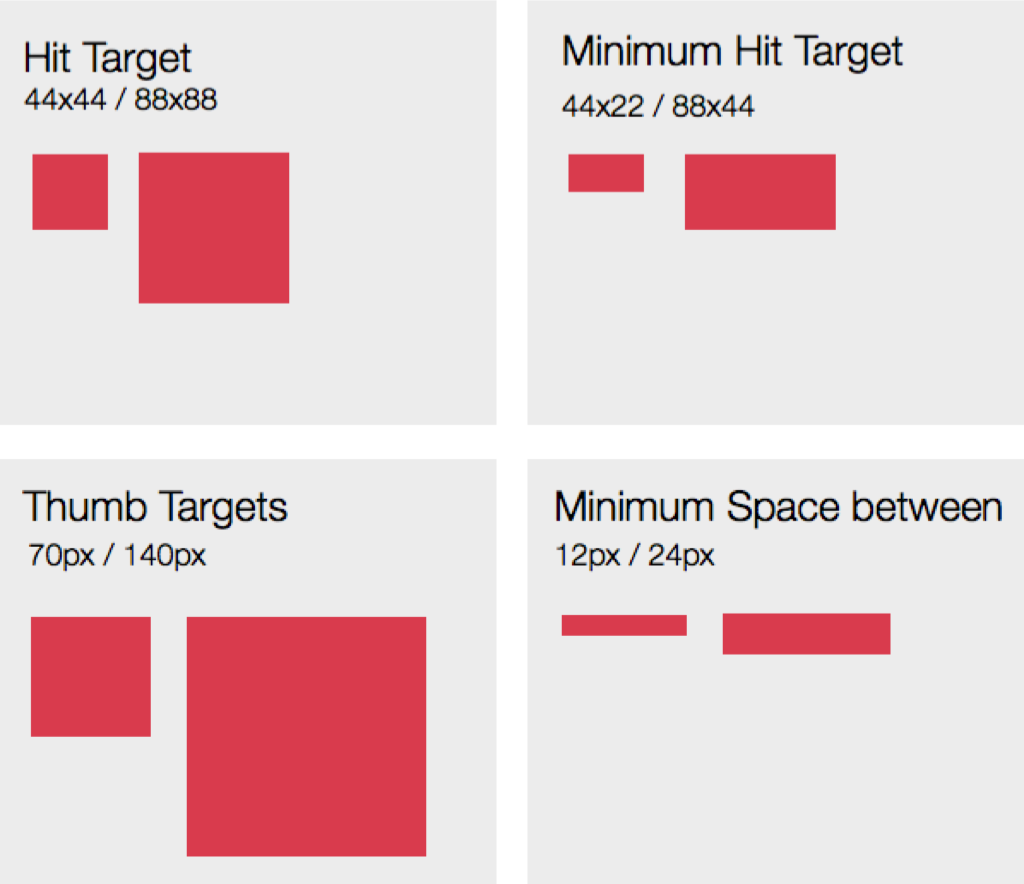 Hit Target
44x44 / 88x88
Minimum Hit Target
44x22 / 88x44
Thumb Targets
70px / 140px
Minimum Space between
12px / 24px